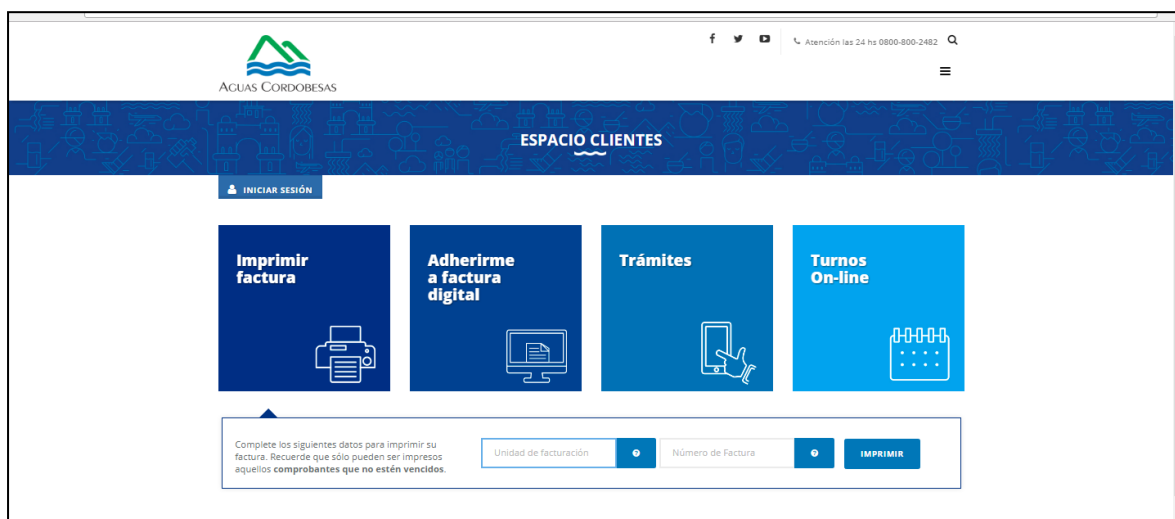 Atención las 24 hs 0800-800-2482
AGUAS CORDOBESAS
ESPACIO CLIENTES
INICIAR SESIÓN
Imprimir
factura
Adherirme
a factura
digital
Trámites
Turnos
On-line
Complete los siguientes datos para imprimir su
factura. Recuerde que sólo pueden ser impresos
aquellos comprobantes que no estén vencidos.
Unidad de facturación
Número de Factura
IMPRIMIR